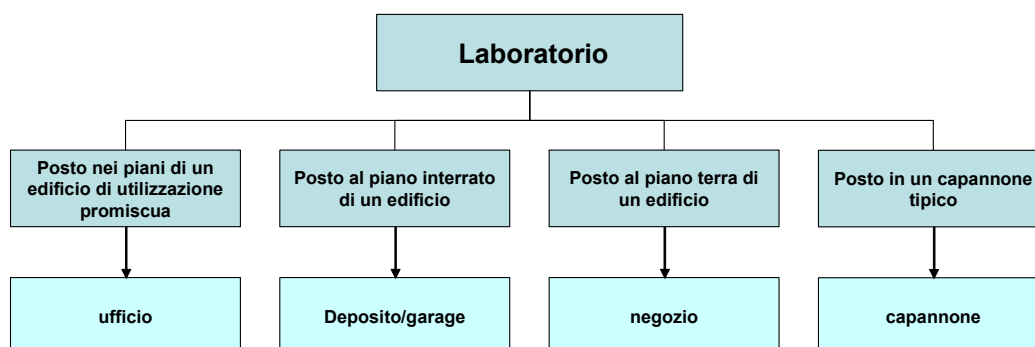 Laboratorio
Posto nei piani di un
edificio di utilizzazione
promiscua
Posto al piano interrato
di un edificio
Posto al piano terra di
un edificio
Posto in un capannone
tipico
ufficio
Deposito/garage
negozio
capannone